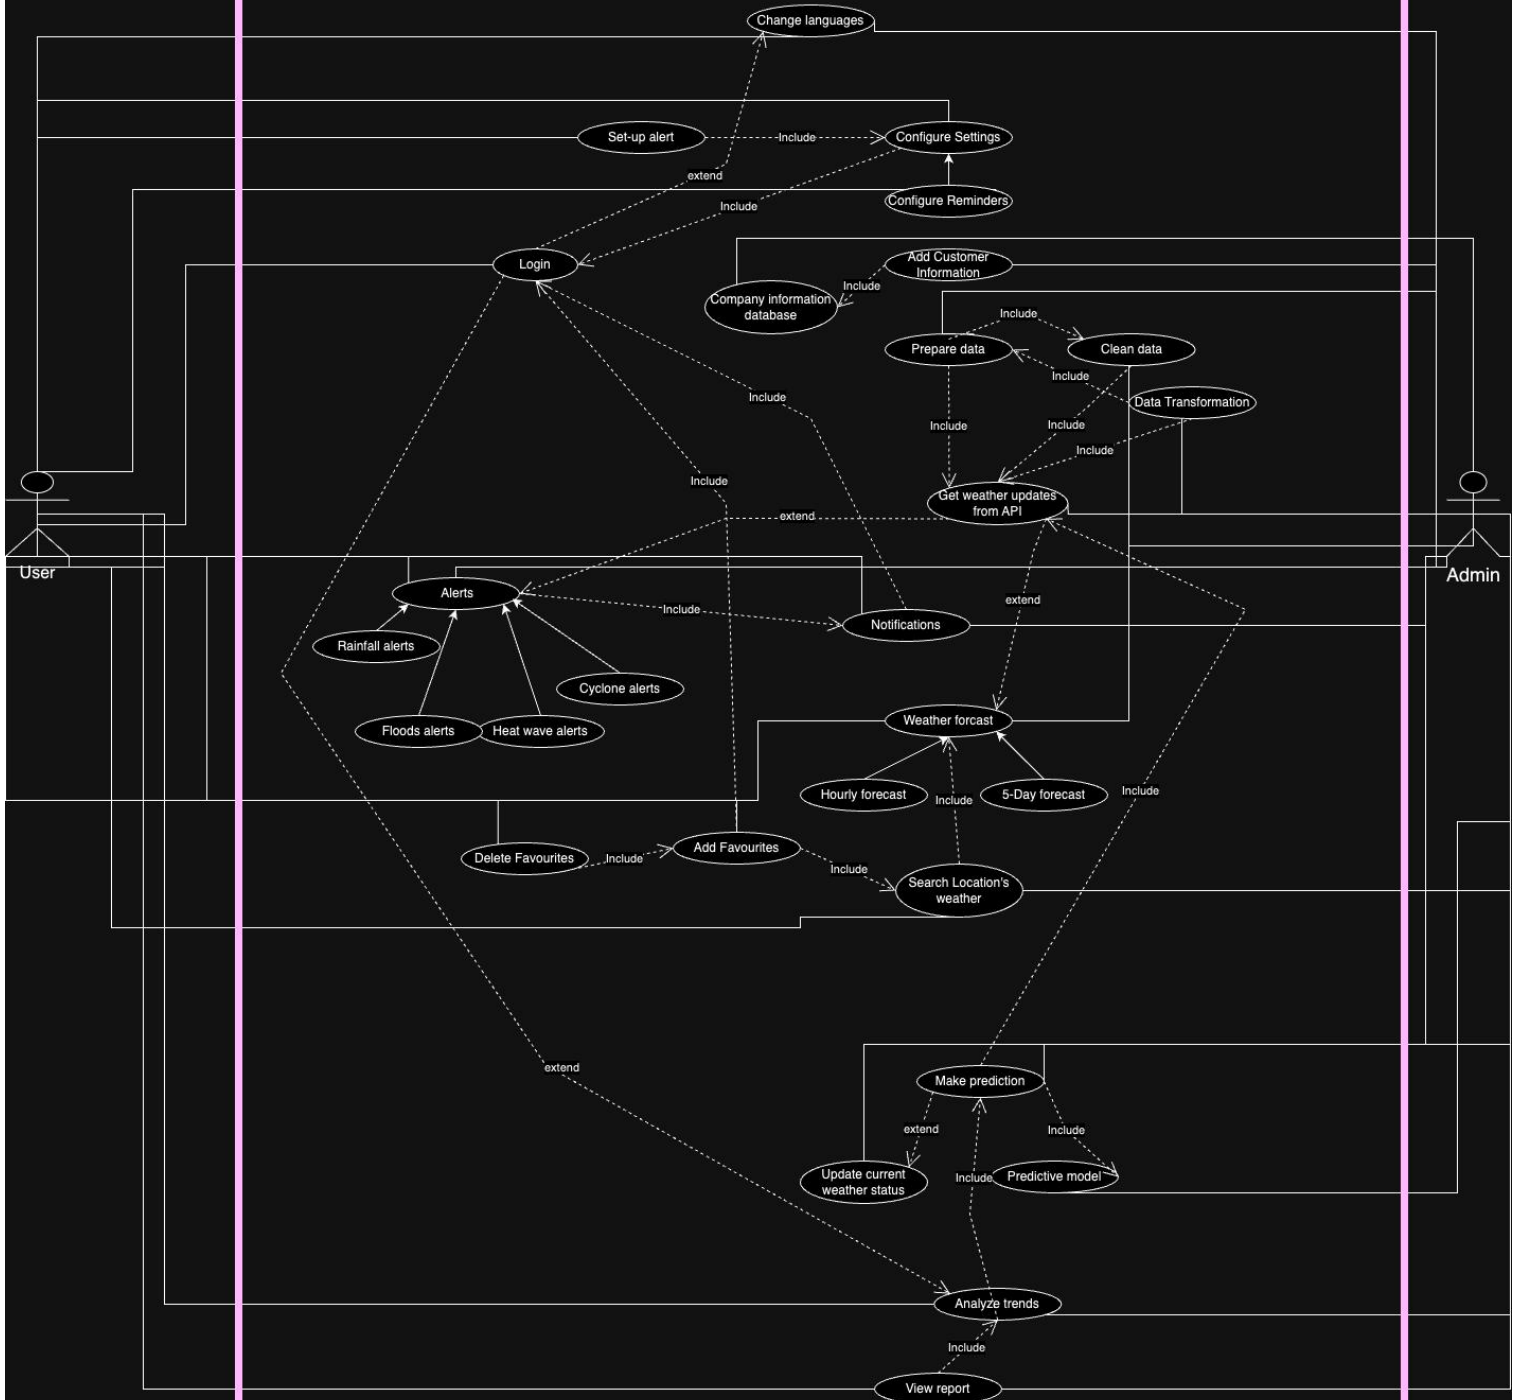 Change languages
Set-up alert
Include
Configure Settings
extend
Include
Configure Reminders
Login
Add Customer
Information
Include
Company information
database
Include
Prepare data
Clean data
Include
Include
Data Transformation
Include
Include
Include
Include
Get weather updates
from API
extend
User
Admin
Alerts
Include
extend
Notifications
Rainfall alerts
Cyclone alerts
Floods alerts
Heat wave alerts
Weather forcast
Hourly forecast
Include
5-Day forecast
Include
Delete Favourites
Include
Add Favourites
Include
Search Location's
weather
extend
Make prediction
extend
Include
Update current
weather status
Include
Predictive model
Analyze trends
Include
View report